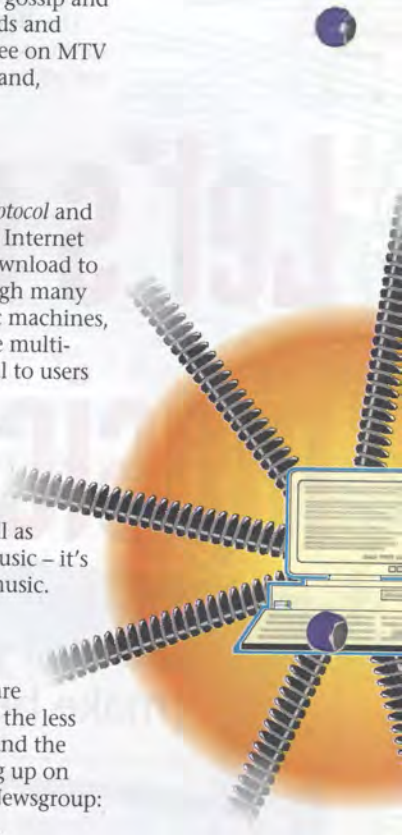 gossip and
ds and
ee on MTV
and,
otocol and
Internet
wnload to
gh many
c machines,
e multi-
l to users
l as
usic – it's
nusic.
are
the less
nd the
g up on
Newsgroup: